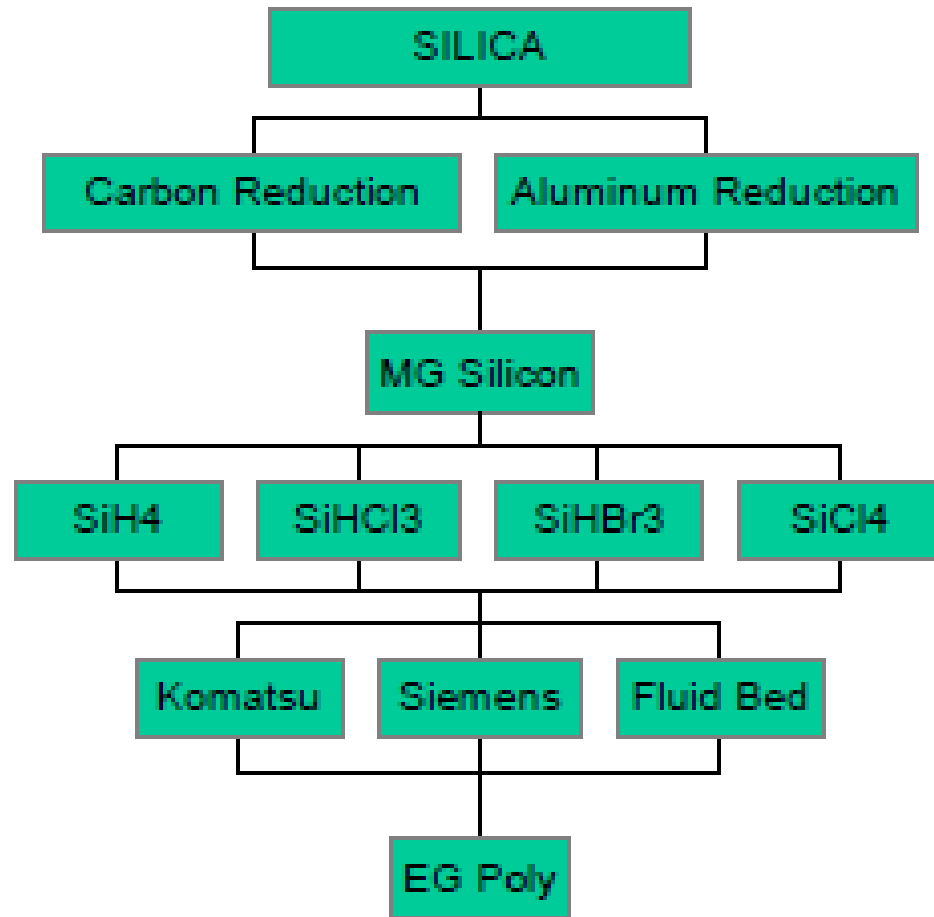 SILICA
Carbon Reduction
Aluminum Reduction
MG Silicon
SiH4
SiHCl3
SiHBr3
SiCl4
Komatsu
Siemens
Fluid Bed
EG Poly